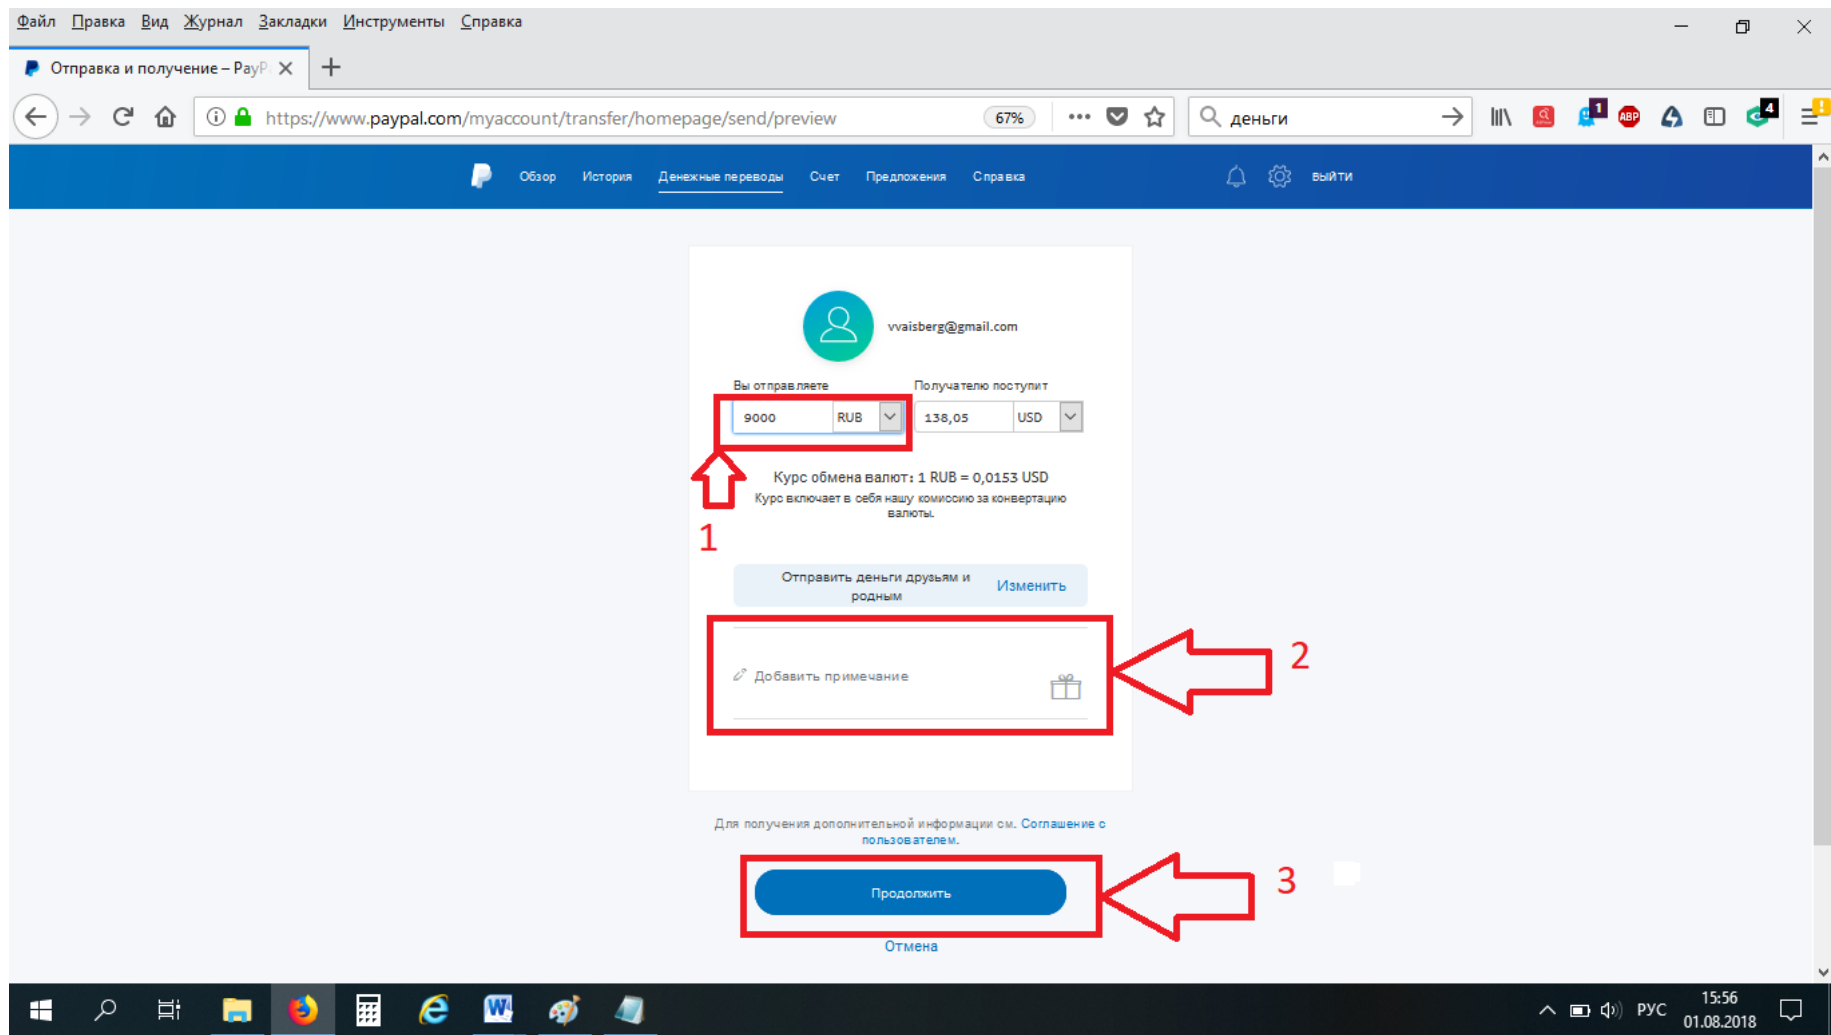 Файл Правка Вид Журнал Закладки Инструменты Справка
Отправка и получение – PayP
https://www.paypal.com/myaccount/transfer/homepage/send/preview
67%
деньги
1
ABP
4
Обзор История Денежные переводы Счет Предложения Справка
ВЫЙТИ
vvaisberg@gmail.com
Вы отправляете
Получателю поступит
9000 RUB
138,05 USD
Курс обмена валют: 1 RUB = 0,0153 USD
Курс включает в себя нашу комиссию за конвертацию
валюты.
1
Отправить деньги друзьям и
родным
Изменить
2
Добавить примечание
Для получения дополнительной информации см. Соглашение с
пользователем.
3
Продолжить
Отмена
РУС
15:56
01.08.2018